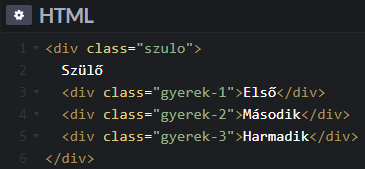 HTML
1 <div class="szulo">
2 Szülő
3 <div class="gyerek-1">Első</div>
4 <div class="gyerek-2">Második</div>
5 <div class="gyerek-3">Harmadik</div>
6 </div>